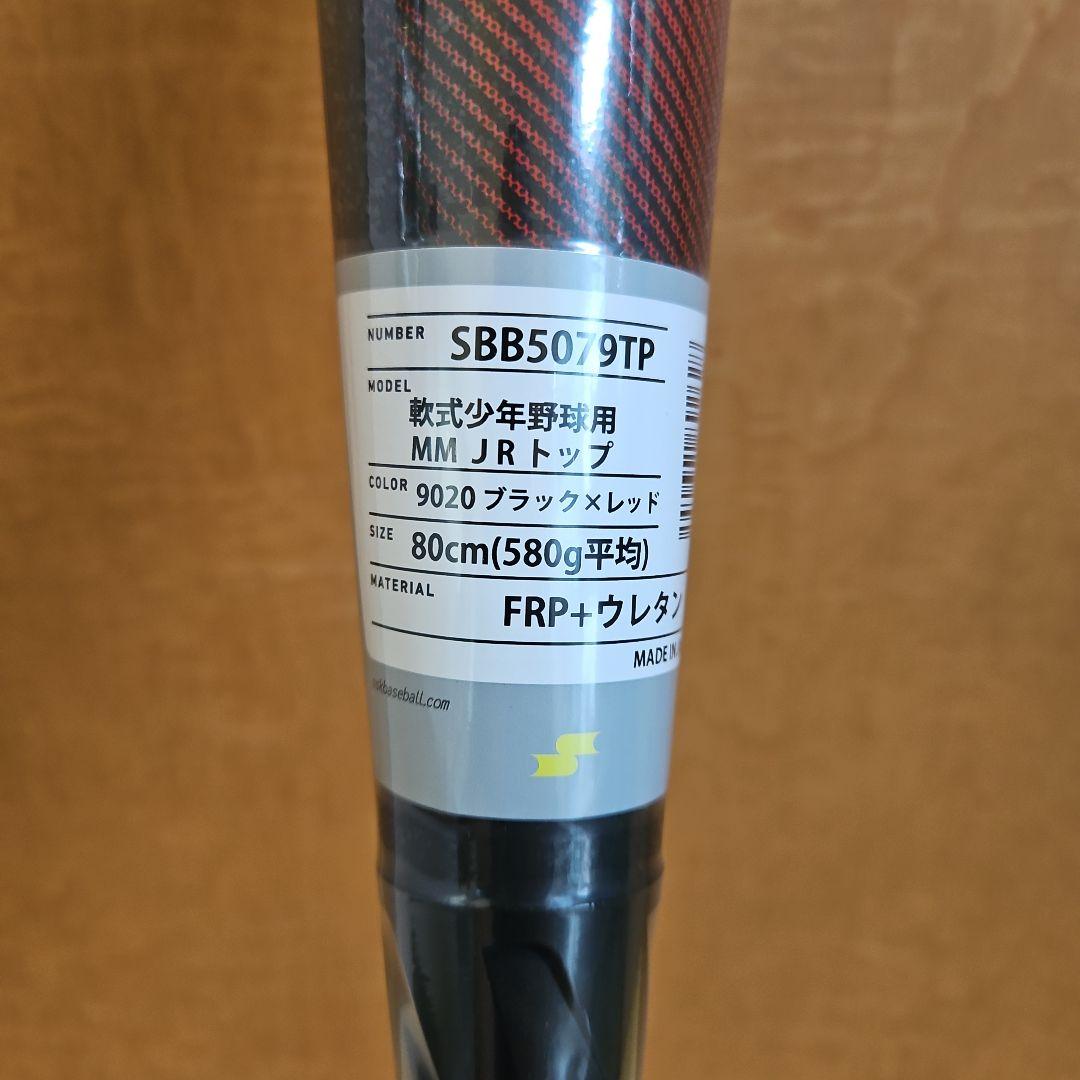 NUMBER SBB5079TP
MODEL
軟式少年野球用
MM JRトップ
COLOR 9020 ブラック×レッド
SIZE 80cm(580g平均)
MATERIAL
FRP+ウレタン
MADE IN